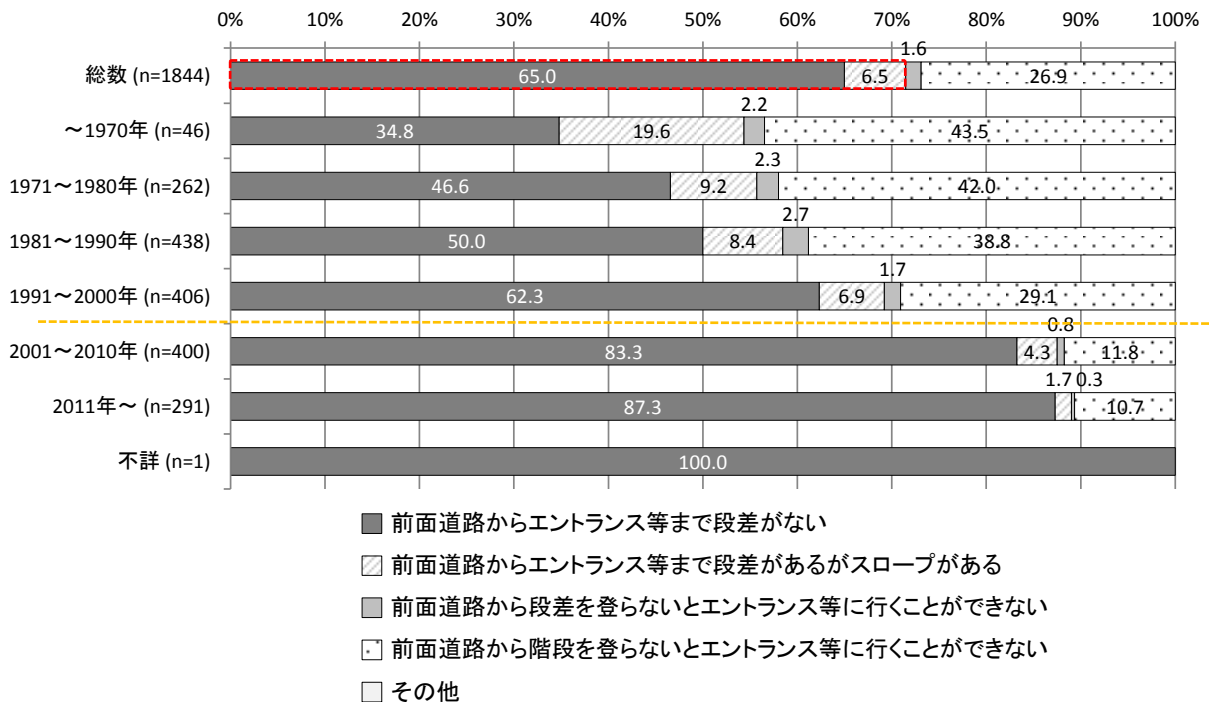 0% 10% 20% 30% 40% 50% 60% 70% 80% 90% 100%
1.6
総数 (n=1844) 65.0 6.5 26.9
2.2
～1970年 (n=46) 34.8 19.6 43.5
2.3
1971～1980年 (n=262) 46.6 9.2 42.0
2.7
1981～1990年 (n=438) 50.0 8.4 38.8
1.7
1991～2000年 (n=406) 62.3 6.9 29.1
0.8
2001～2010年 (n=400) 83.3 4.3 11.8
1.7 0.3
2011年～ (n=291) 87.3 10.7
不詳 (n=1) 100.0
前面道路からエントランス等まで段差がない
前面道路からエントランス等まで段差があるがスロープがある
前面道路から段差を登らないとエントランス等に行くことができない
前面道路から階段を登らないとエントランス等に行くことができない
その他